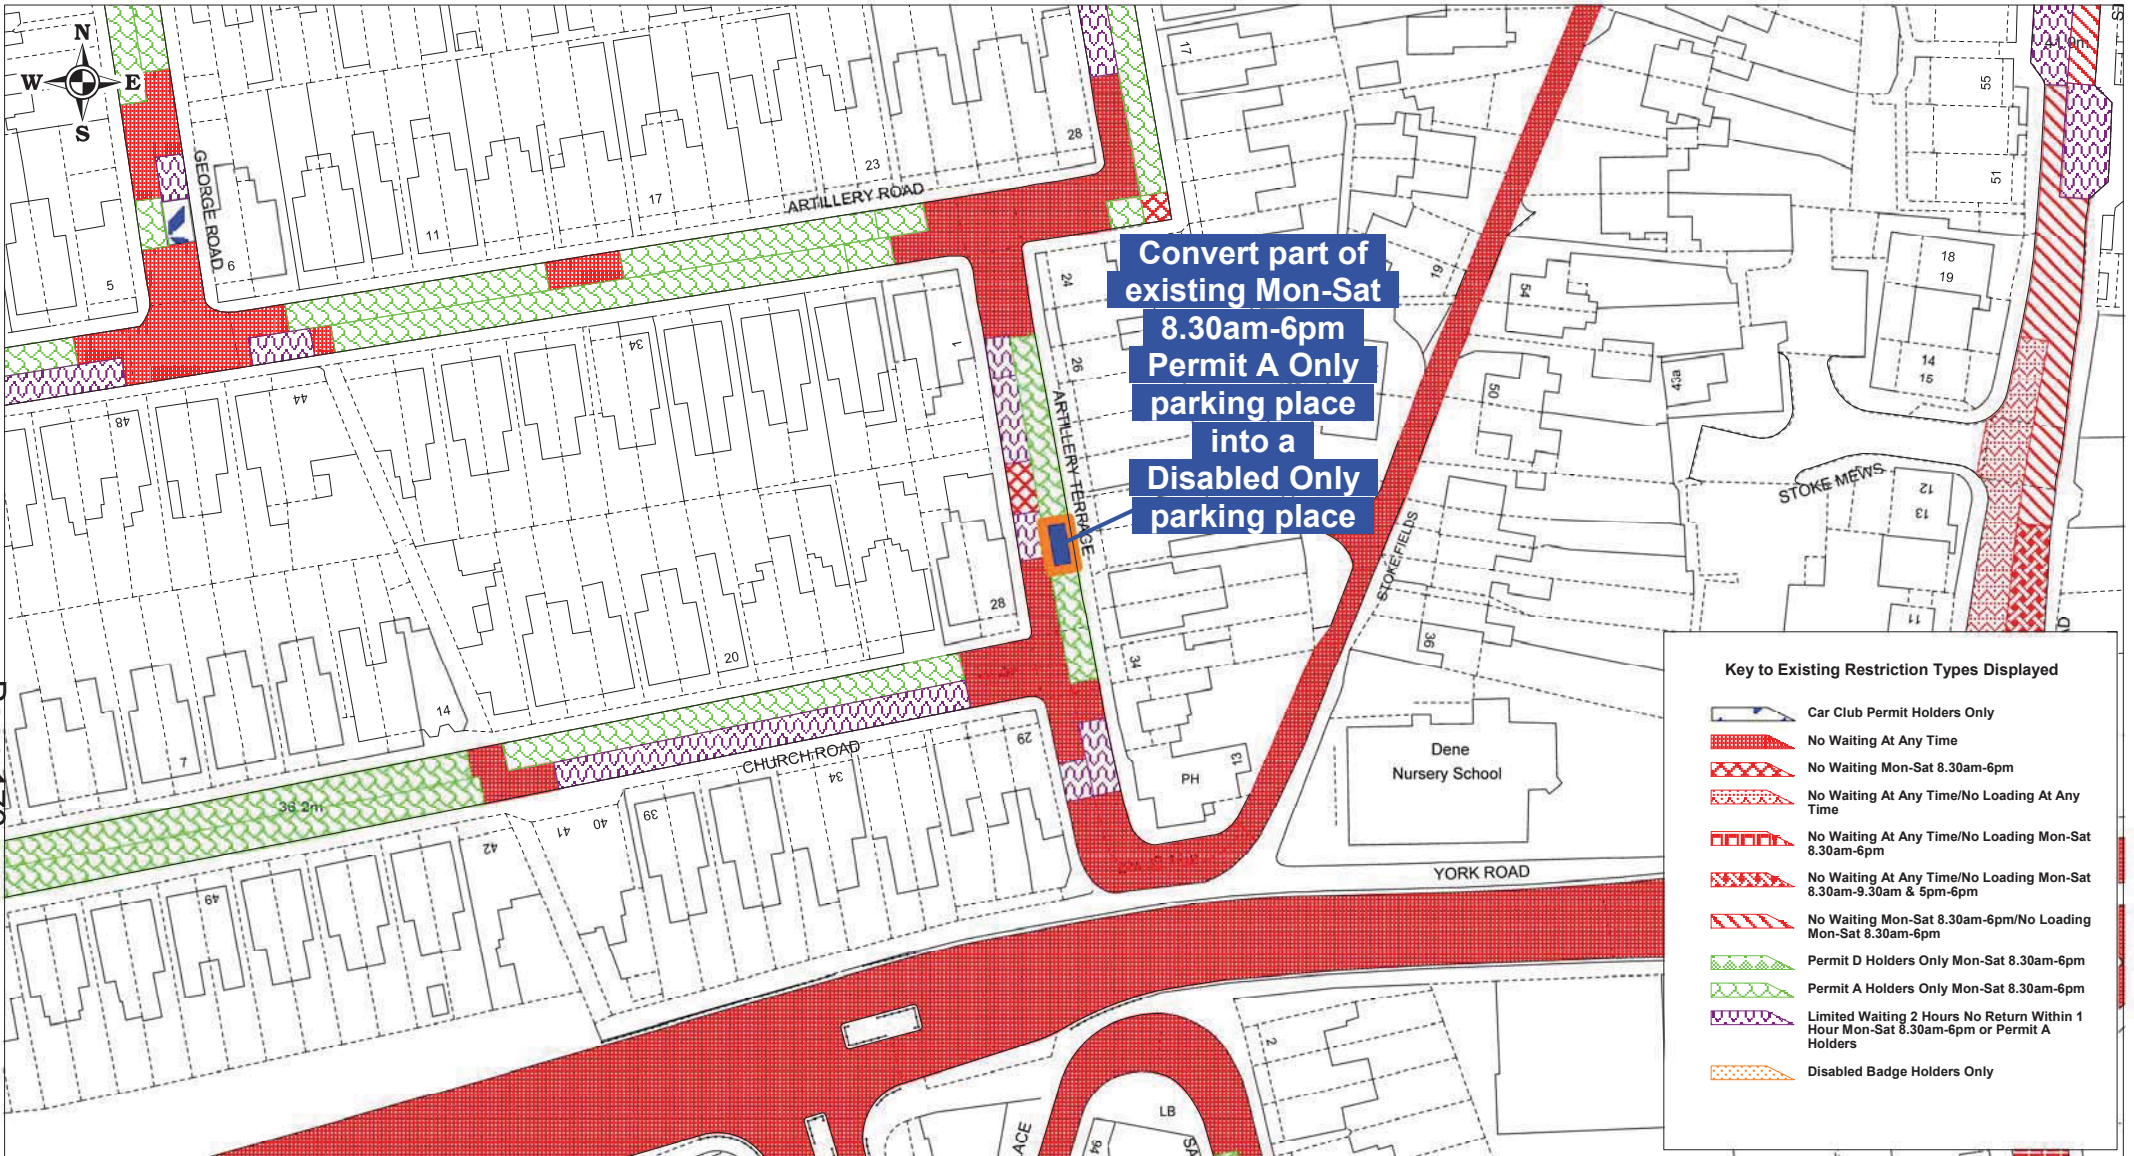 N
W E
S
GEORGE ROAD
5
6
11
17
23
28
ARTILLERY ROAD
17
19
24
26
1
34
44
48
ARTILLERY TERRACE
Convert part of
existing Mon-Sat
8.30am-6pm
Permit A Only
parking place
into a
Disabled Only
parking place
54
50
43a
36
STOKE FIELDS
55
51
18
19
14
15
STOKE MEWS
12
13
11
28
20
14
7
34
29
36.2m
CHURCH ROAD
34
39
40
41
42
49
PH
13
Dene
Nursery School
YORK ROAD
2
LB
94
ACE
SA
Key to Existing Restriction Types Displayed
Car Club Permit Holders Only
No Waiting At Any Time
No Waiting Mon-Sat 8.30am-6pm
No Waiting At Any Time/No Loading At Any
Time
No Waiting At Any Time/No Loading Mon-Sat
8.30am-6pm
No Waiting At Any Time/No Loading Mon-Sat
8.30am-9.30am & 5pm-6pm
No Waiting Mon-Sat 8.30am-6pm/No Loading
Mon-Sat 8.30am-6pm
Permit D Holders Only Mon-Sat 8.30am-6pm
Permit A Holders Only Mon-Sat 8.30am-6pm
Limited Waiting 2 Hours No Return Within 1
Hour Mon-Sat 8.30am-6pm or Permit A
Holders
Disabled Badge Holders Only